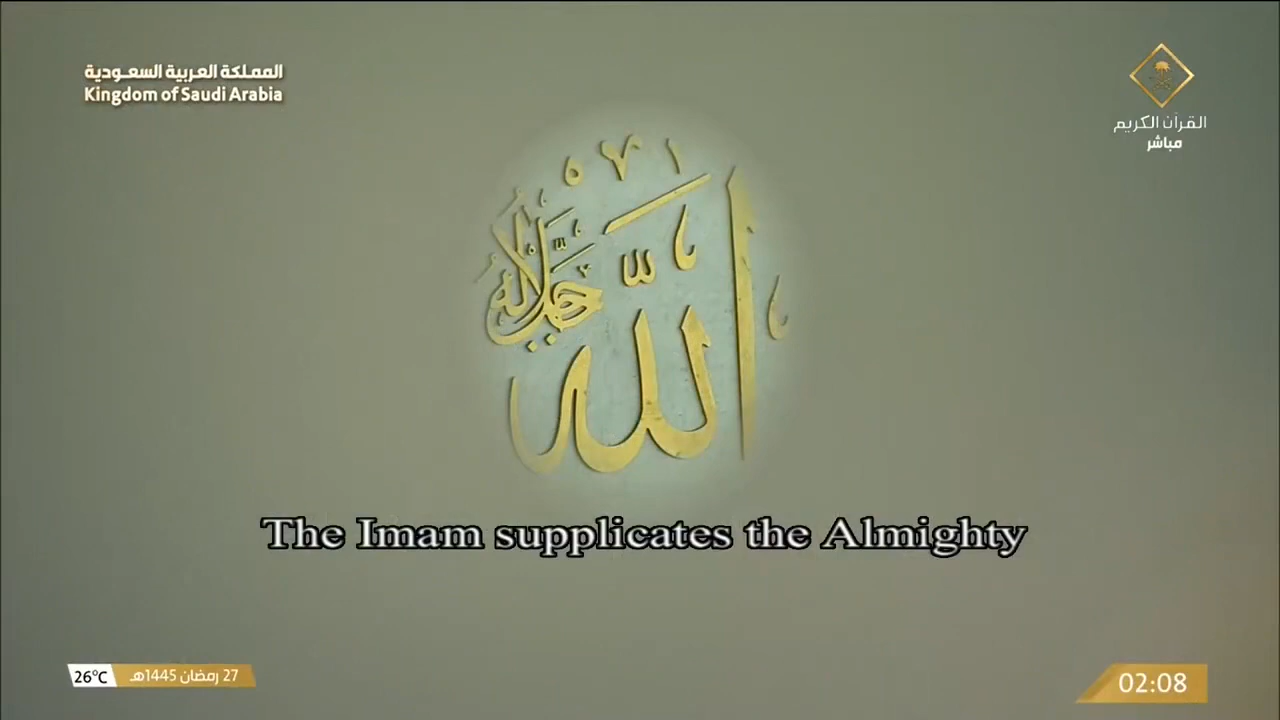 المملكة العربية السعودية
Kingdom of Saudi Arabia
القرآن الكريم
مباشر
الله
جل جلاله
The Imam supplicates the Almighty
26°C
27 رمضان 1445هـ
02:08